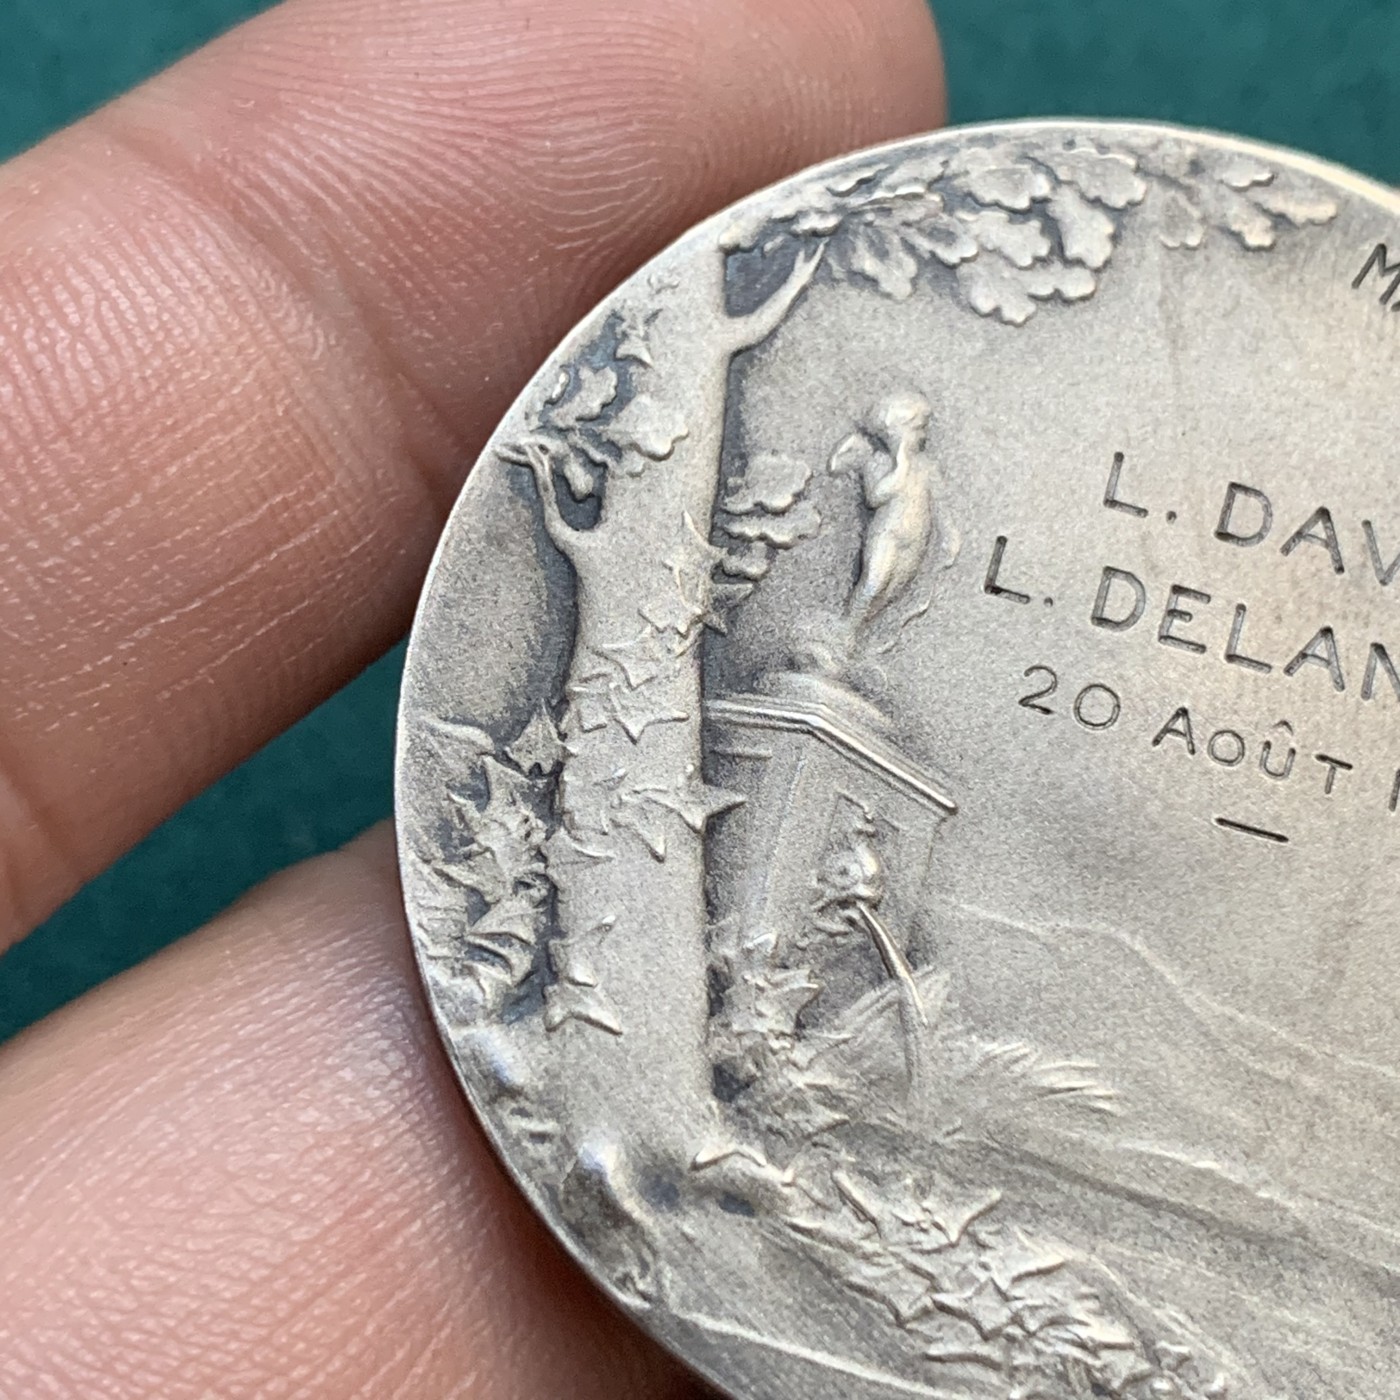 L. DAV
L. DELAN
20 AOÛT